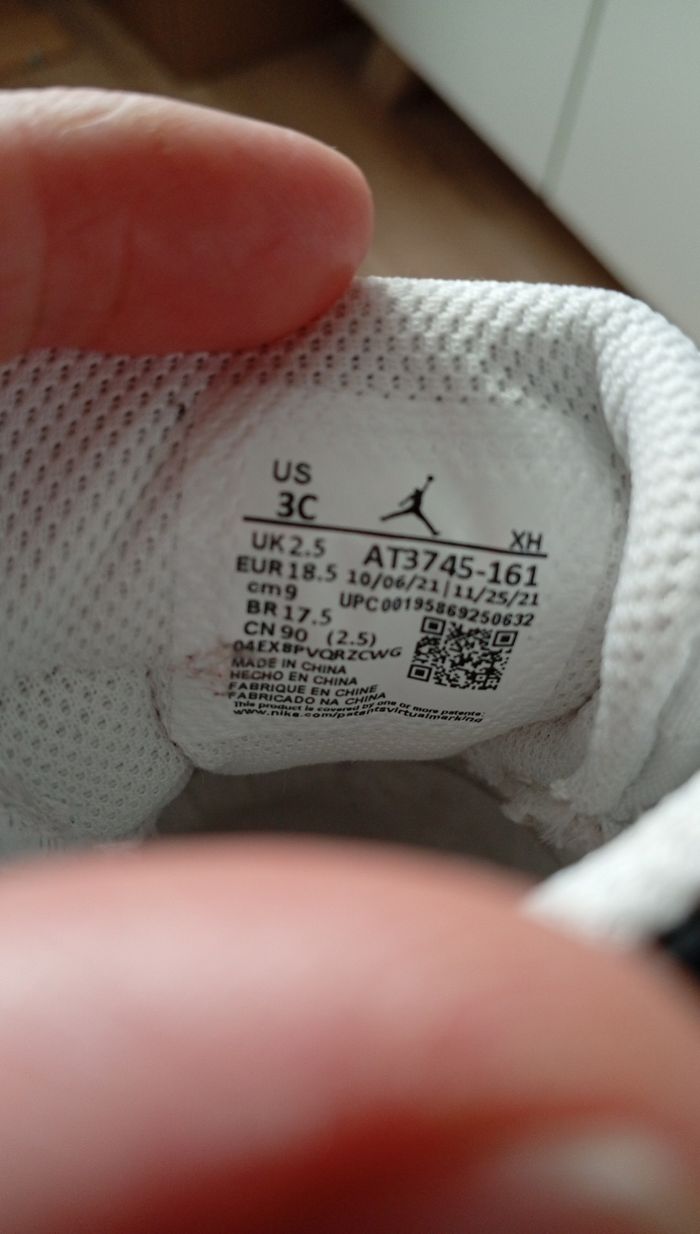 US
3C
XH
UK 2.5
AT3745-161
EUR 18.5
10/06/21 | 11/25/21
cm 9
UPC 00195869250632
BR 17.5
CN 90 (2.5)
04EX8PVQRZCWG
MADE IN CHINA
HECHO EN CHINA
FABRIQUE EN CHINE
FABRICADO NA CHINA
This product is covered by one or more patents:
www.nike.com/patentsvirtualmarking